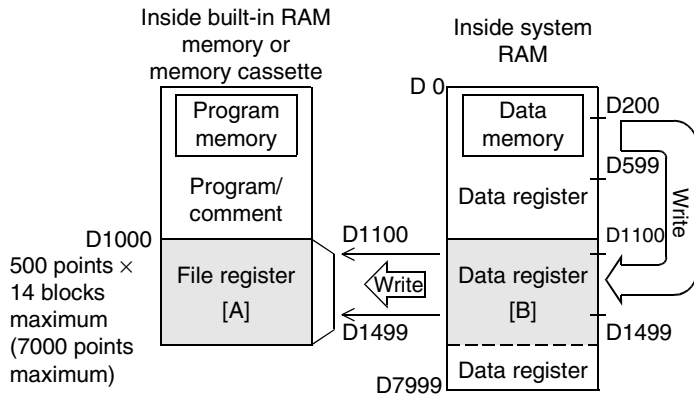 Inside built-in RAM
memory or
memory cassette
Program
memory
Program/
comment
D1000
500 points ×
14 blocks
maximum
(7000 points
maximum)
File register
[A]
D1100
Write
D1499
Inside system
RAM
D 0
Data
memory
Data register
Data register
[B]
Data register
D7999
D200
D599
Write
D1100
D1499